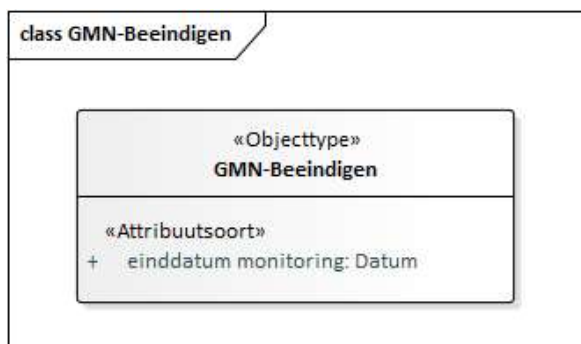 class GMN-Beeindigen
«Objecttype»
GMN-Beeindigen
«Attribuutsoort»
+ einddatum monitoring: Datum